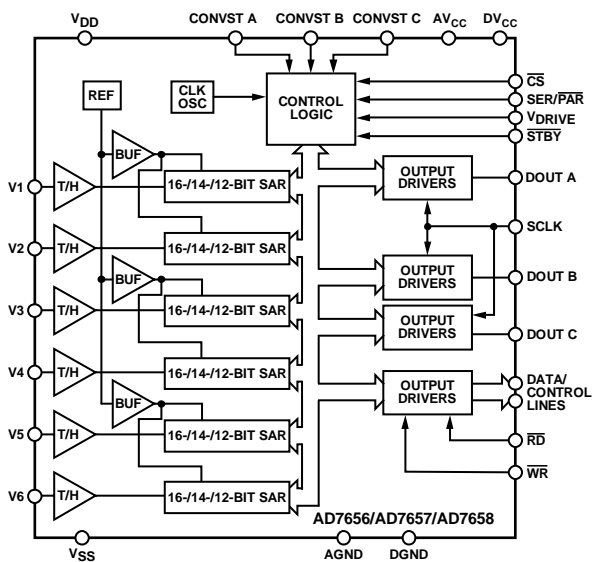 VDD
CONVST A
CONVST B
CONVST C
AVCC
DVCC
REF
CLK
OSC
CONTROL
LOGIC
CS
SER/PAR
VDRIVE
STBY
BUF
V1
T/H
16-/14-/12-BIT SAR
OUTPUT
DRIVERS
DOUT A
SCLK
V2
T/H
16-/14-/12-BIT SAR
BUF
OUTPUT
DRIVERS
DOUT B
V3
T/H
16-/14-/12-BIT SAR
OUTPUT
DRIVERS
DOUT C
V4
T/H
16-/14-/12-BIT SAR
BUF
OUTPUT
DRIVERS
DATA/
CONTROL
LINES
V5
T/H
16-/14-/12-BIT SAR
RD
WR
V6
T/H
16-/14-/12-BIT SAR
AD7656/AD7657/AD7658
VSS
AGND
DGND